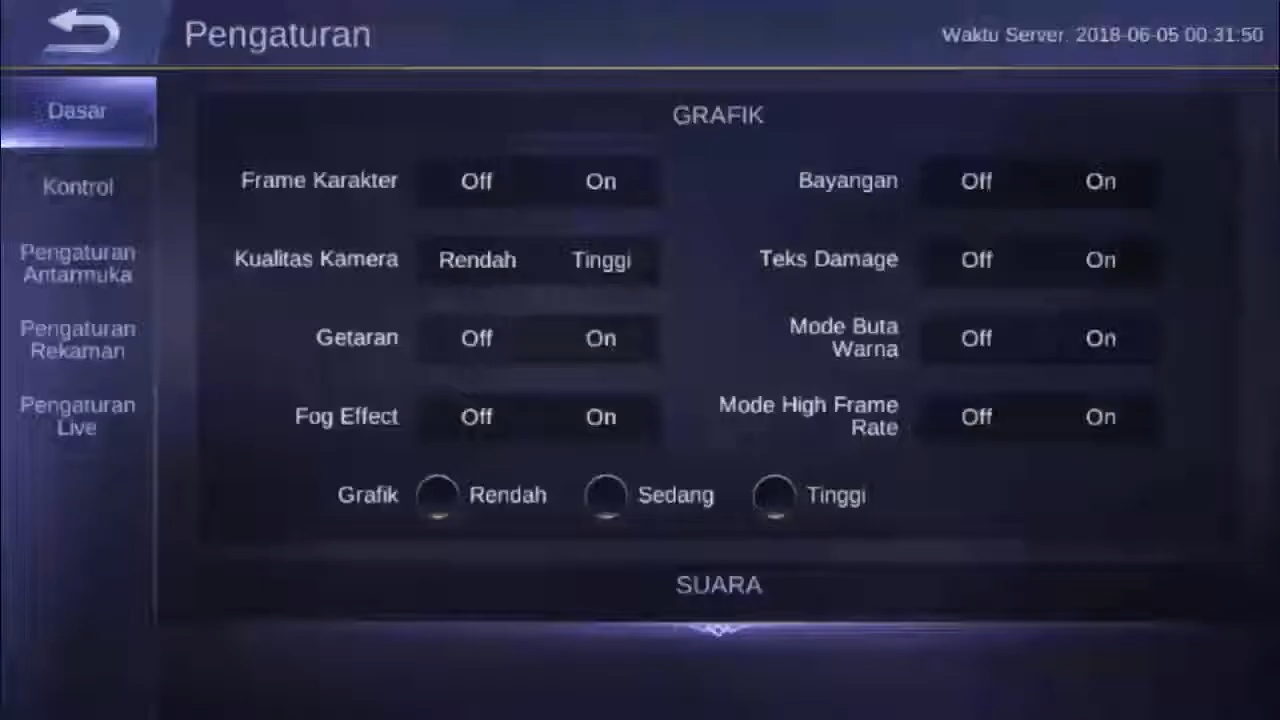 Pengaturan
Waktu Server. 2018-06-05 00.31.50
Dasar
Kontrol
Pengaturan
Antarmuka
Pengaturan
Rekaman
Pengaturan
Live
GRAFIK
Frame Karakter Off On
Bayangan Off On
Kualitas Kamera Rendah Tinggi
Teks Damage Off On
Getaran Off On
Mode Buta
Warna Off On
Fog Effect Off On
Mode High Frame
Rate Off On
Grafik Rendah Sedang Tinggi
SUARA